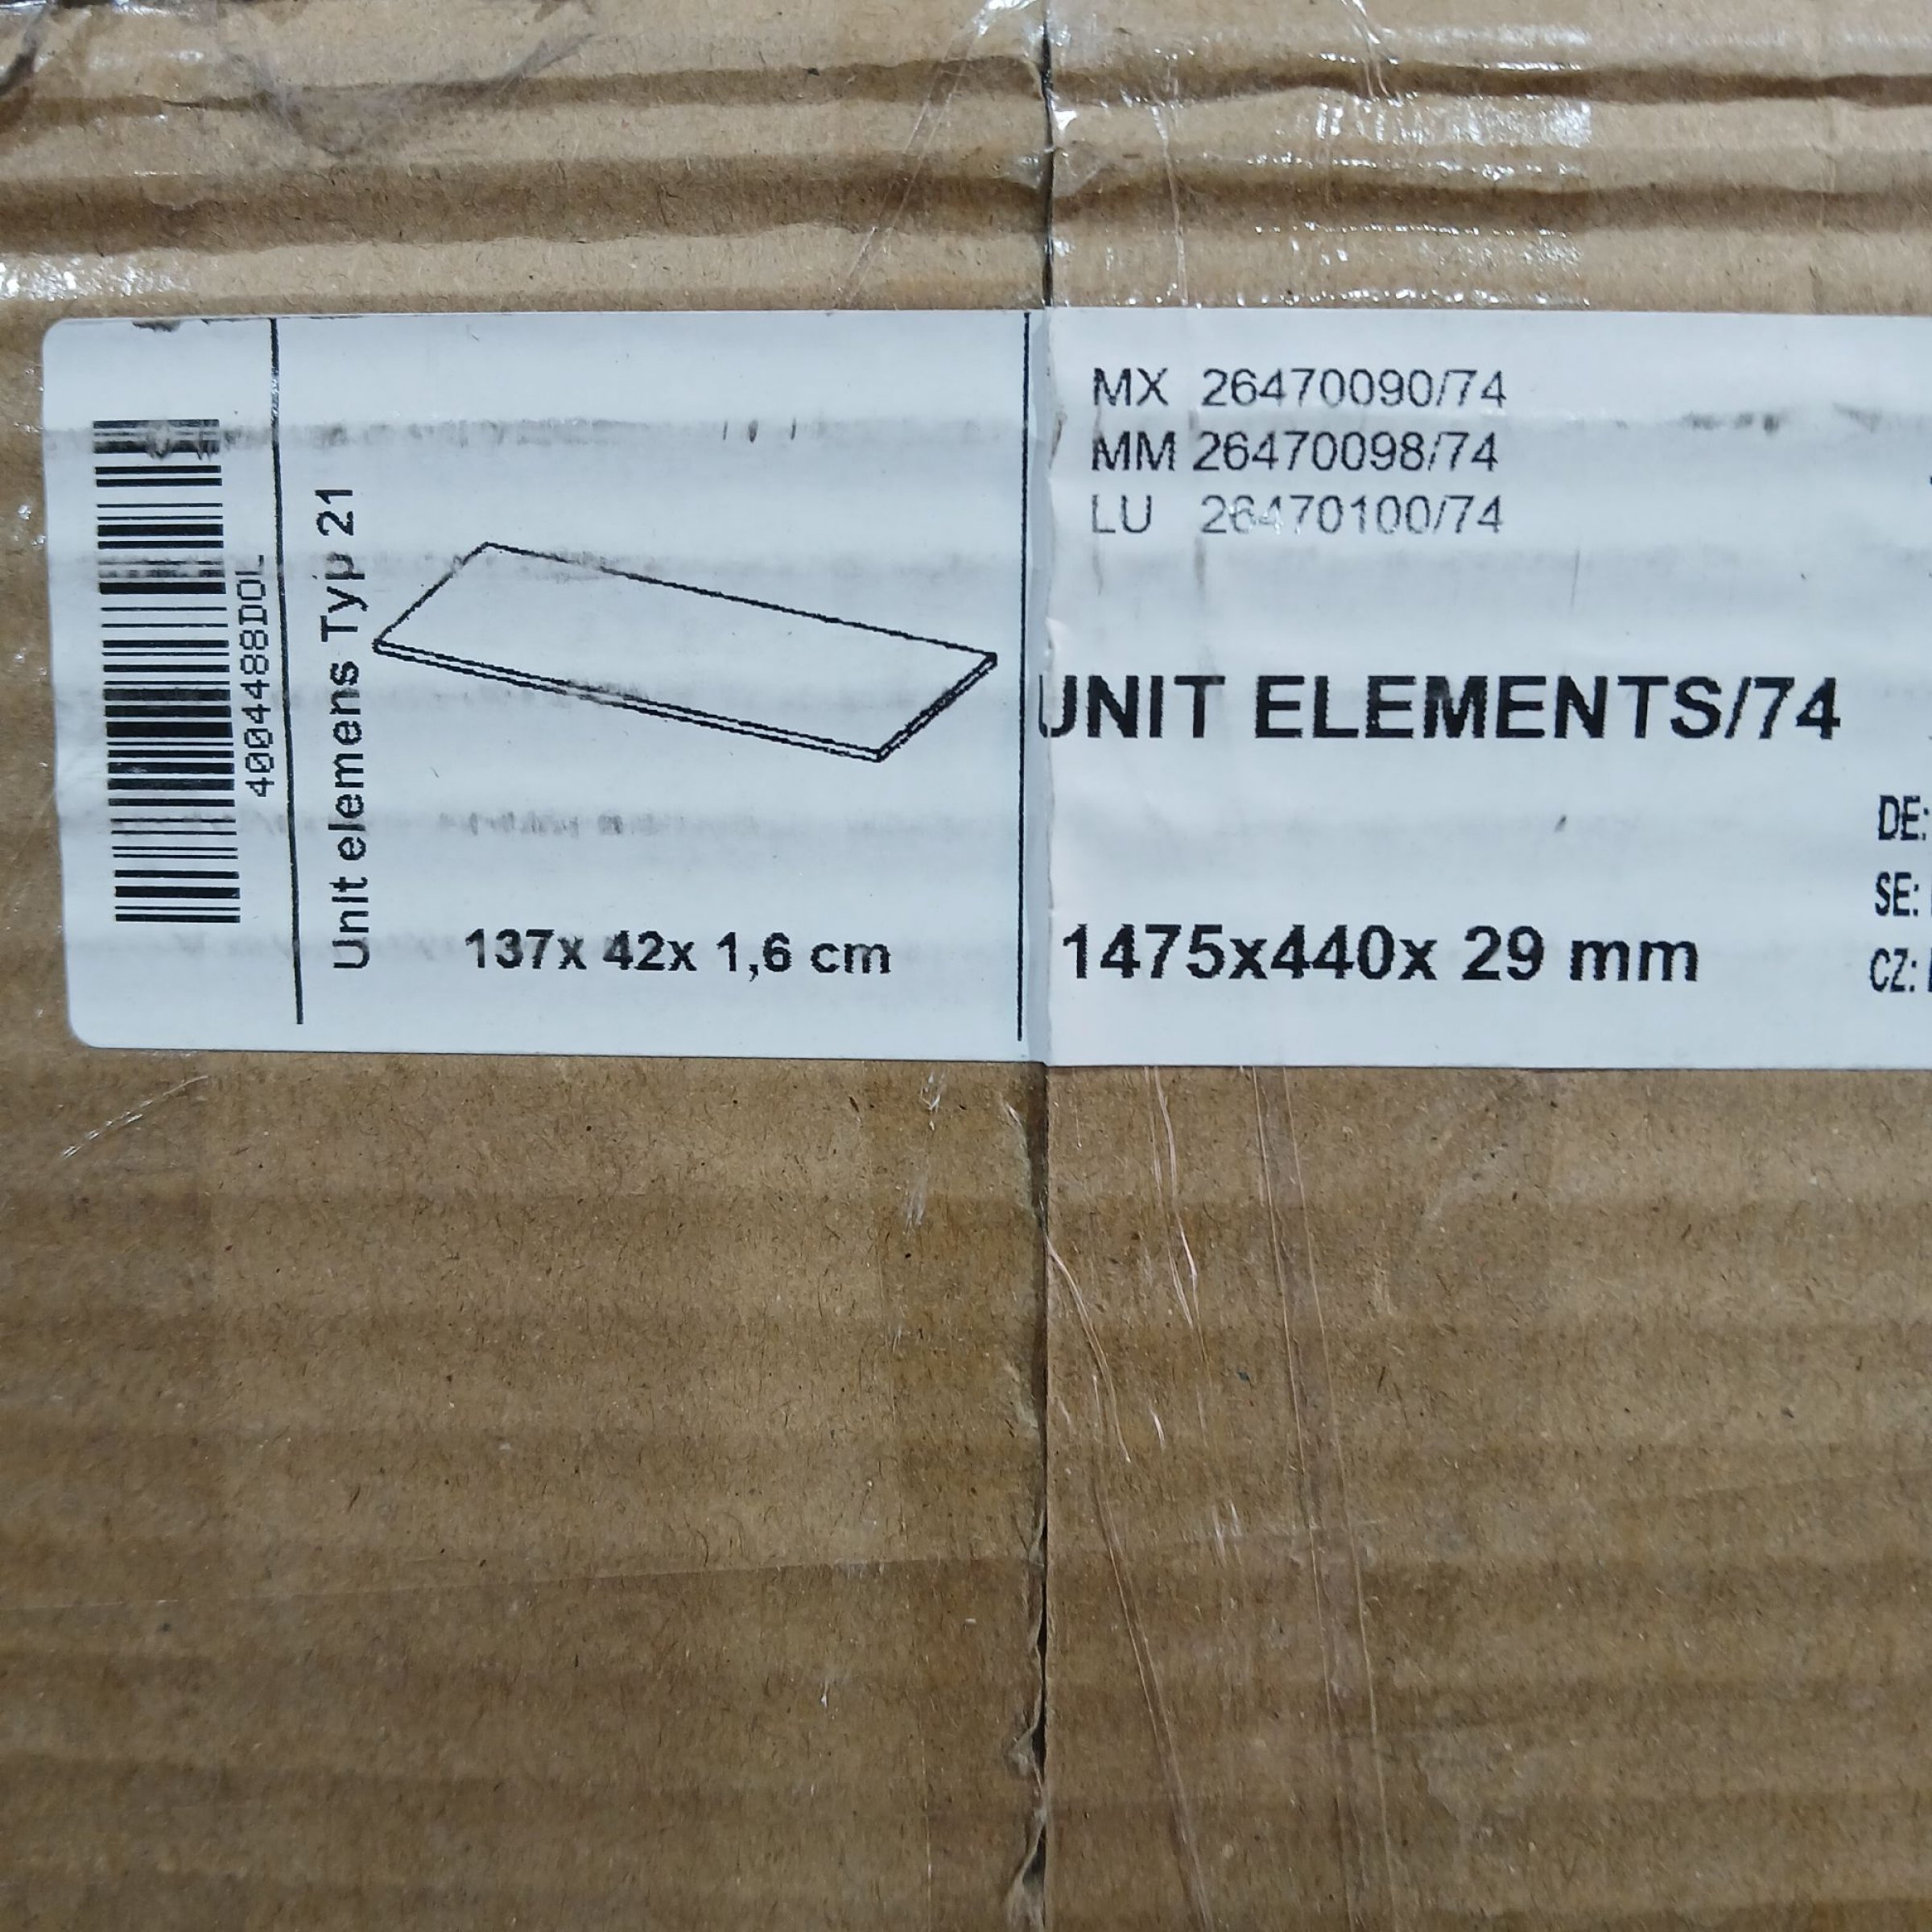 4004488DOL
Unit elemens Typ 21
137x 42x 1,6 cm
MX 26470090/74
MM 26470098/74
LU 26470100/74
UNIT ELEMENTS/74
1475x440x 29 mm
DE:
SE:
CZ: